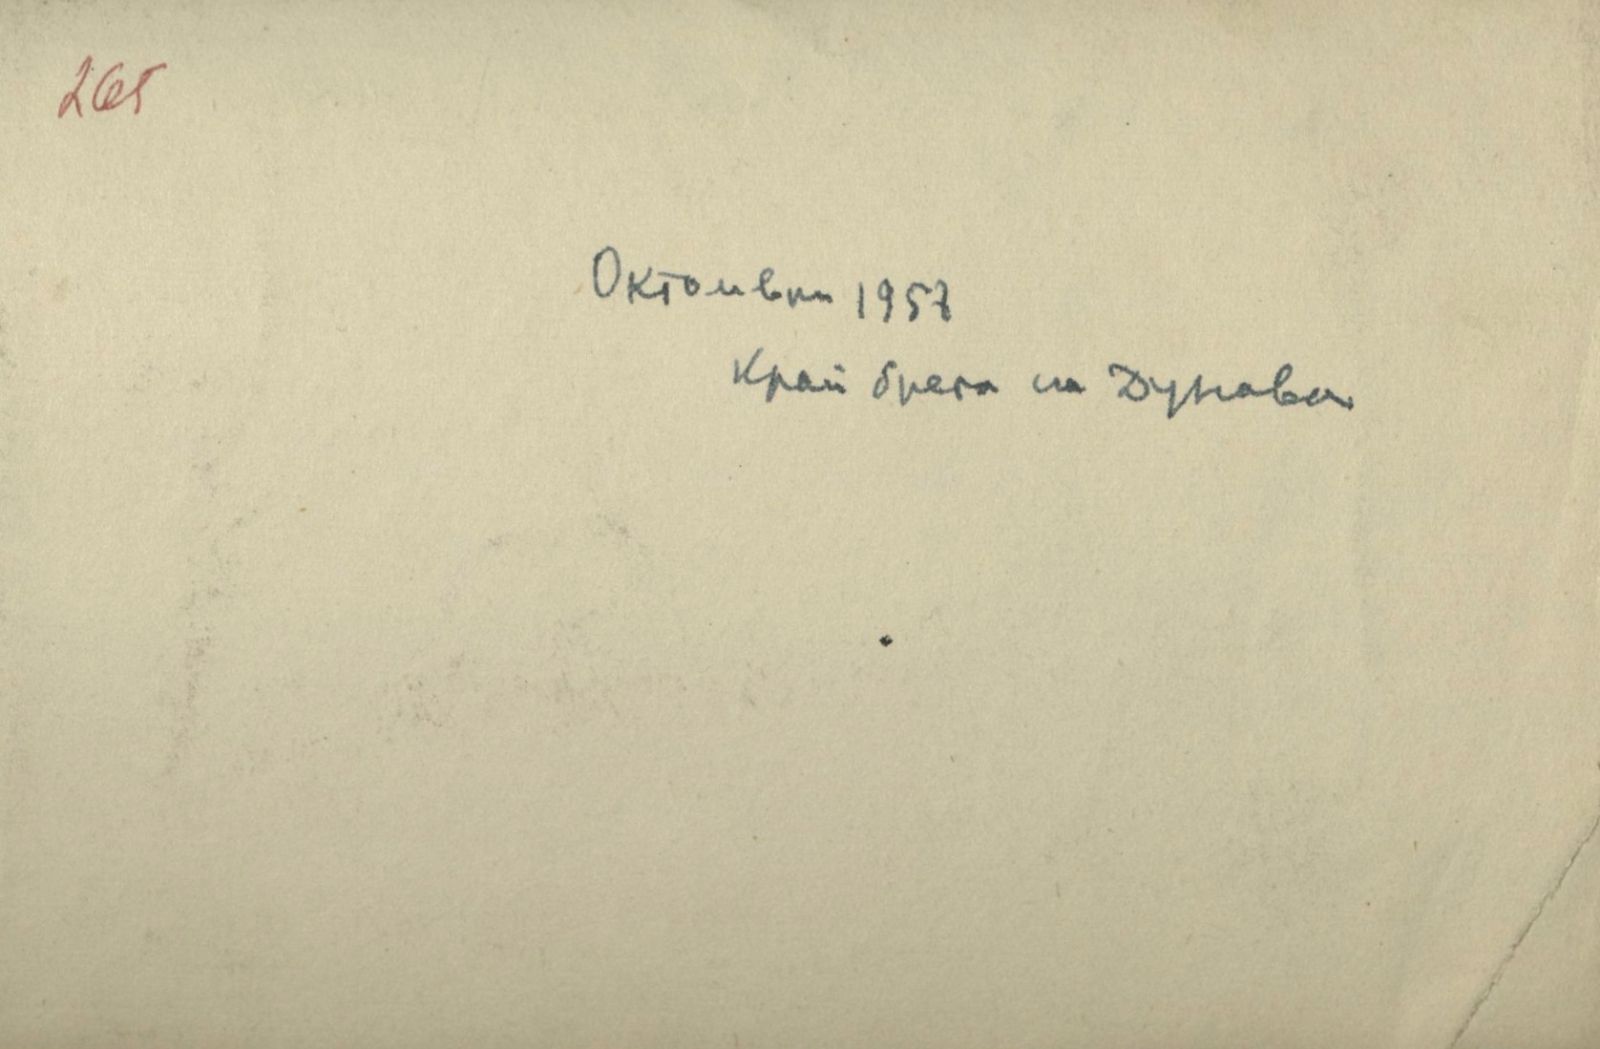 265
Октомври 1957
Край брега на Дунава